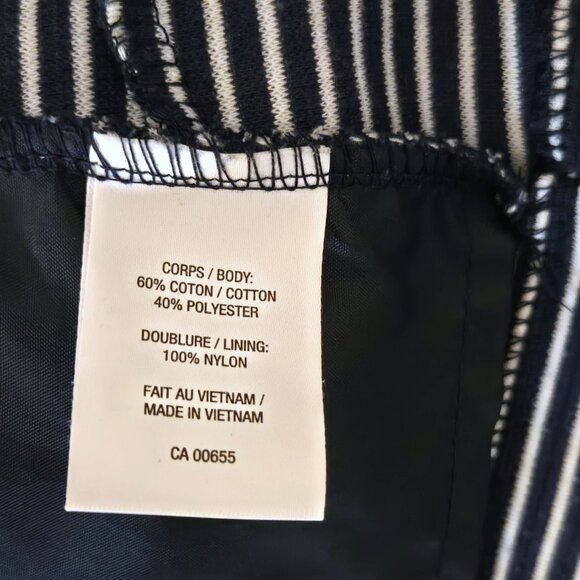 CORPS / BODY:
60% COTON / COTTON
40% POLYESTER
DOUBLURE / LINING:
100% NYLON
FAIT AU VIETNAM /
MADE IN VIETNAM
CA 00655